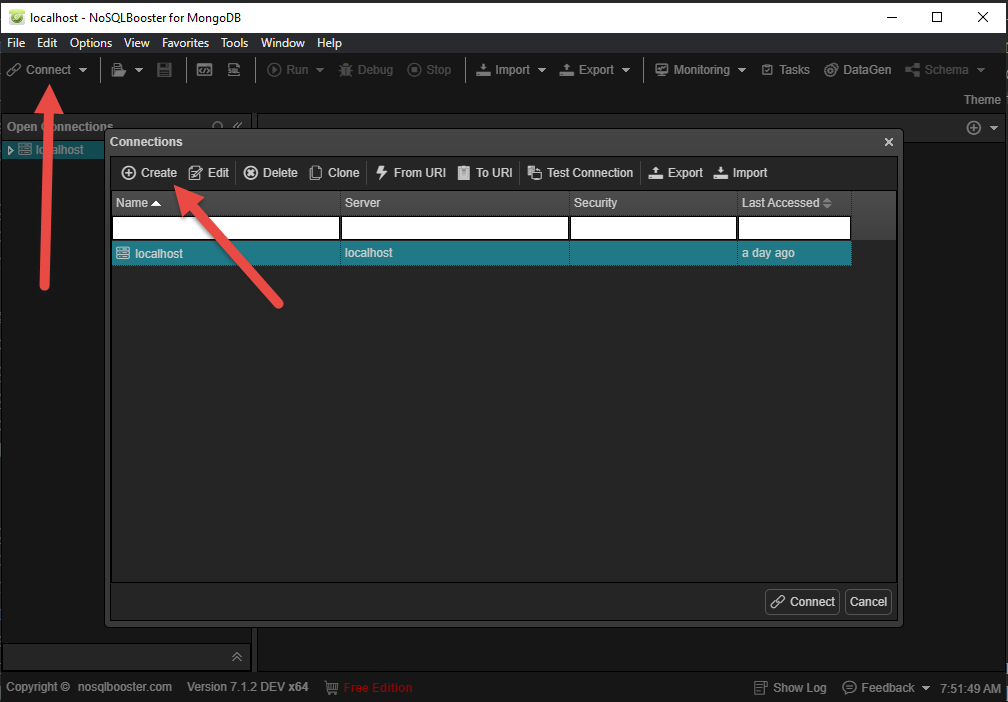 localhost - NoSQLBooster for MongoDB
File Edit Options View Favorites Tools Window Help
Connect Run Debug Stop Import Export Monitoring Tasks DataGen Schema
Theme
Open Connections
localhost
Connections
Create Edit Delete Clone From URI To URI Test Connection Export Import
Name Server Security Last Accessed
localhost localhost a day ago
Connect Cancel
Copyright © nosqlbooster.com Version 7.1.2 DEV x64 Free Edition Show Log Feedback 7:51:49 AM